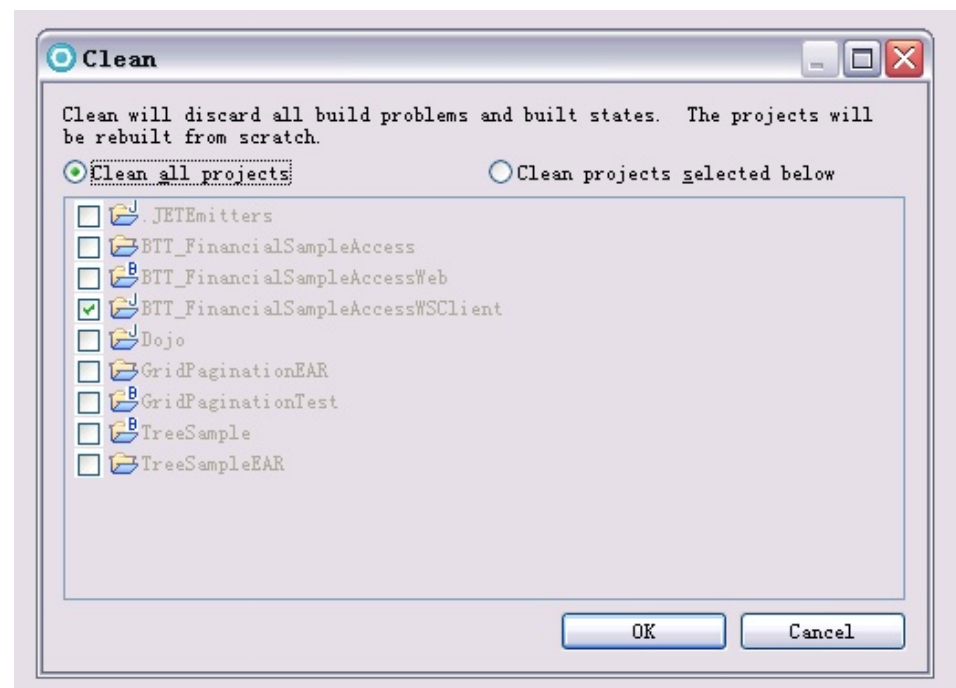 Clean
Clean will discard all build problems and built states. The projects will
be rebuilt from scratch.
Clean all projects
Clean projects selected below
.JETEmitters
BTT_FinancialSampleAccess
BTT_FinancialSampleAccessWeb
BTT_FinancialSampleAccessWSClient
Dojo
GridPaginationEAR
GridPaginationTest
TreeSample
TreeSampleEAR
OK
Cancel